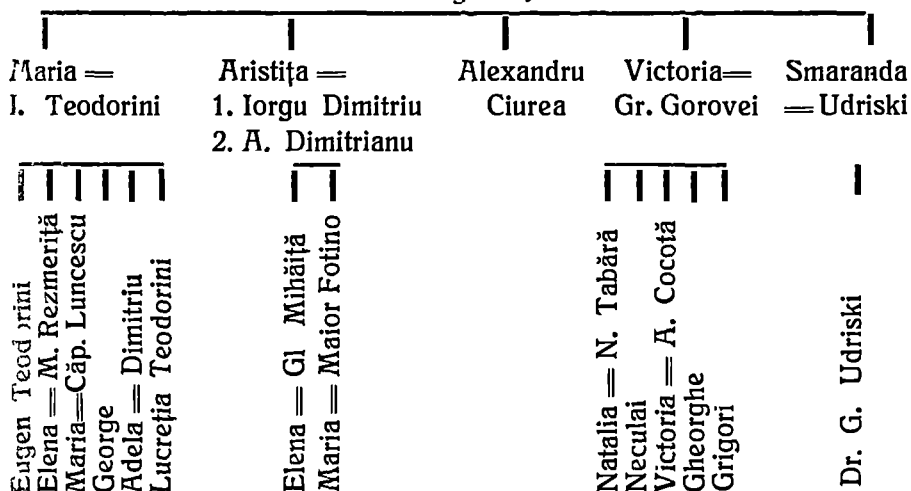 Maria =
I. Teodorini
Aristița =
1. Iorgu Dimitriu
2. A. Dimitrianu
Alexandru
Ciurea
Victoria=
Gr. Gorovei
Smaranda
= Udriski
Eugen Teodorini
Elena = M. Rezmeriță
Maria=Căp. Luncescu
George
Adela = Dimitriu
Lucreția Teodorini
Elena = Gl Mihăiță
Maria = Maior Fotino
Natalia = N. Tabără
Neculai
Victoria = A. Cocotă
Gheorghe
Grigori
Dr. G. Udriski